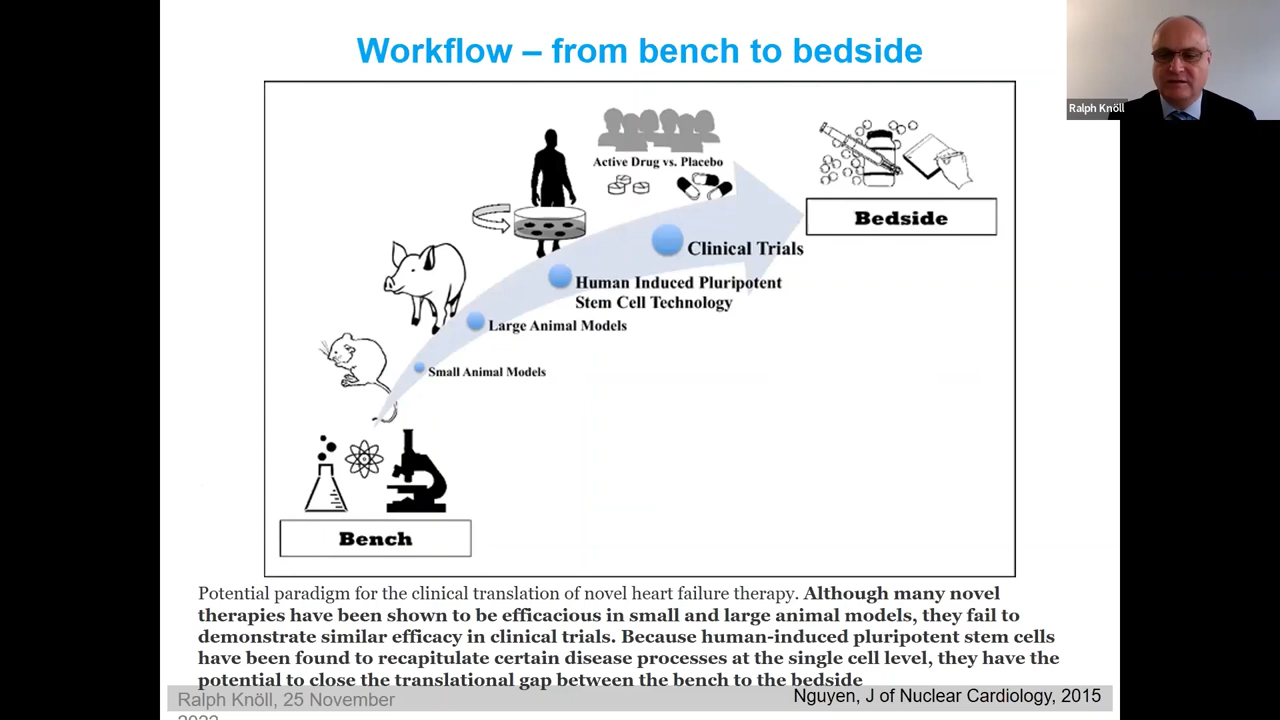 Workflow – from bench to bedside
Ralph Knöll
Active Drug vs. Placebo
Bedside
Clinical Trials
Human Induced Pluripotent
Stem Cell Technology
Large Animal Models
Small Animal Models
Bench
Potential paradigm for the clinical translation of novel heart failure therapy. Although many novel
therapies have been shown to be efficacious in small and large animal models, they fail to
demonstrate similar efficacy in clinical trials. Because human-induced pluripotent stem cells
have been found to recapitulate certain disease processes at the single cell level, they have the
potential to close the translational gap between the bench to the bedside
Ralph Knöll, 25 November
Nguyen, J of Nuclear Cardiology, 2015